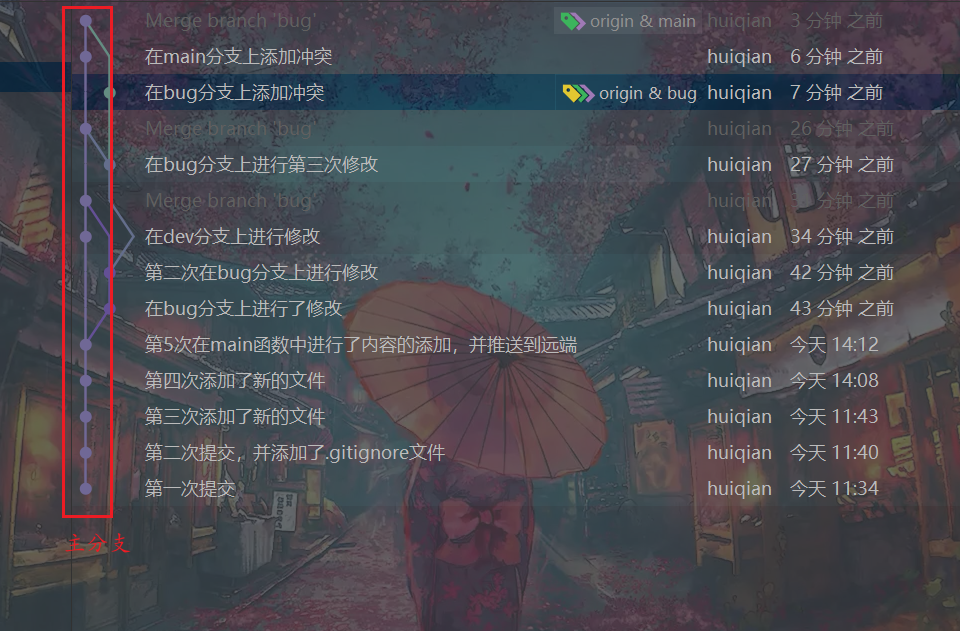 Merge branch 'bug' origin & main huiqian 3 分钟 之前
在main分支上添加冲突 huiqian 6 分钟 之前
在bug分支上添加冲突 origin & bug huiqian 7 分钟 之前
Merge branch 'bug' huiqian 26 分钟 之前
在bug分支上进行第三次修改 huiqian 27 分钟 之前
Merge branch 'bug' huiqian 分钟 之前
在dev分支上进行修改 huiqian 34 分钟 之前
第二次在bug分支上进行修改 huiqian 42 分钟 之前
在bug分支上进行了修改 huiqian 43 分钟 之前
第5次在main函数中进行了内容的添加，并推送到远端 huiqian 今天 14:12
第四次添加了新的文件 huiqian 今天 14:08
第三次添加了新的文件 huiqian 今天 11:43
第二次提交，并添加了.gitignore文件 huiqian 今天 11:40
第一次提交 huiqian 今天 11:34
主分支